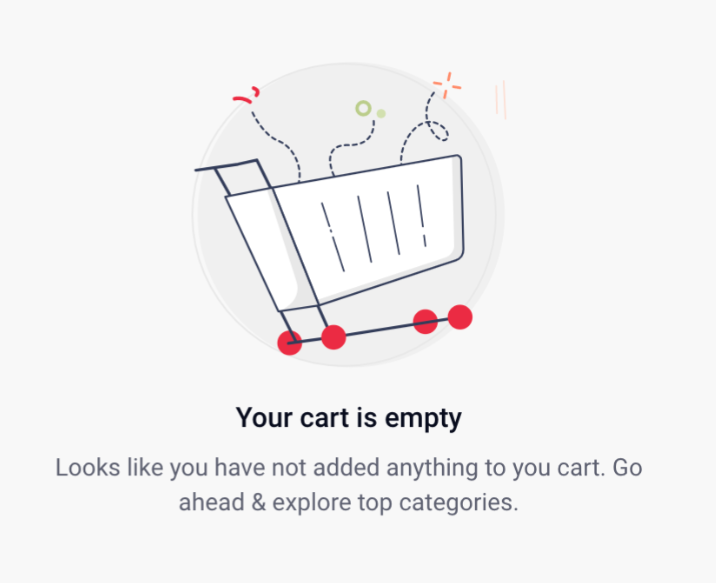 Your cart is empty
Looks like you have not added anything to you cart. Go
ahead & explore top categories.